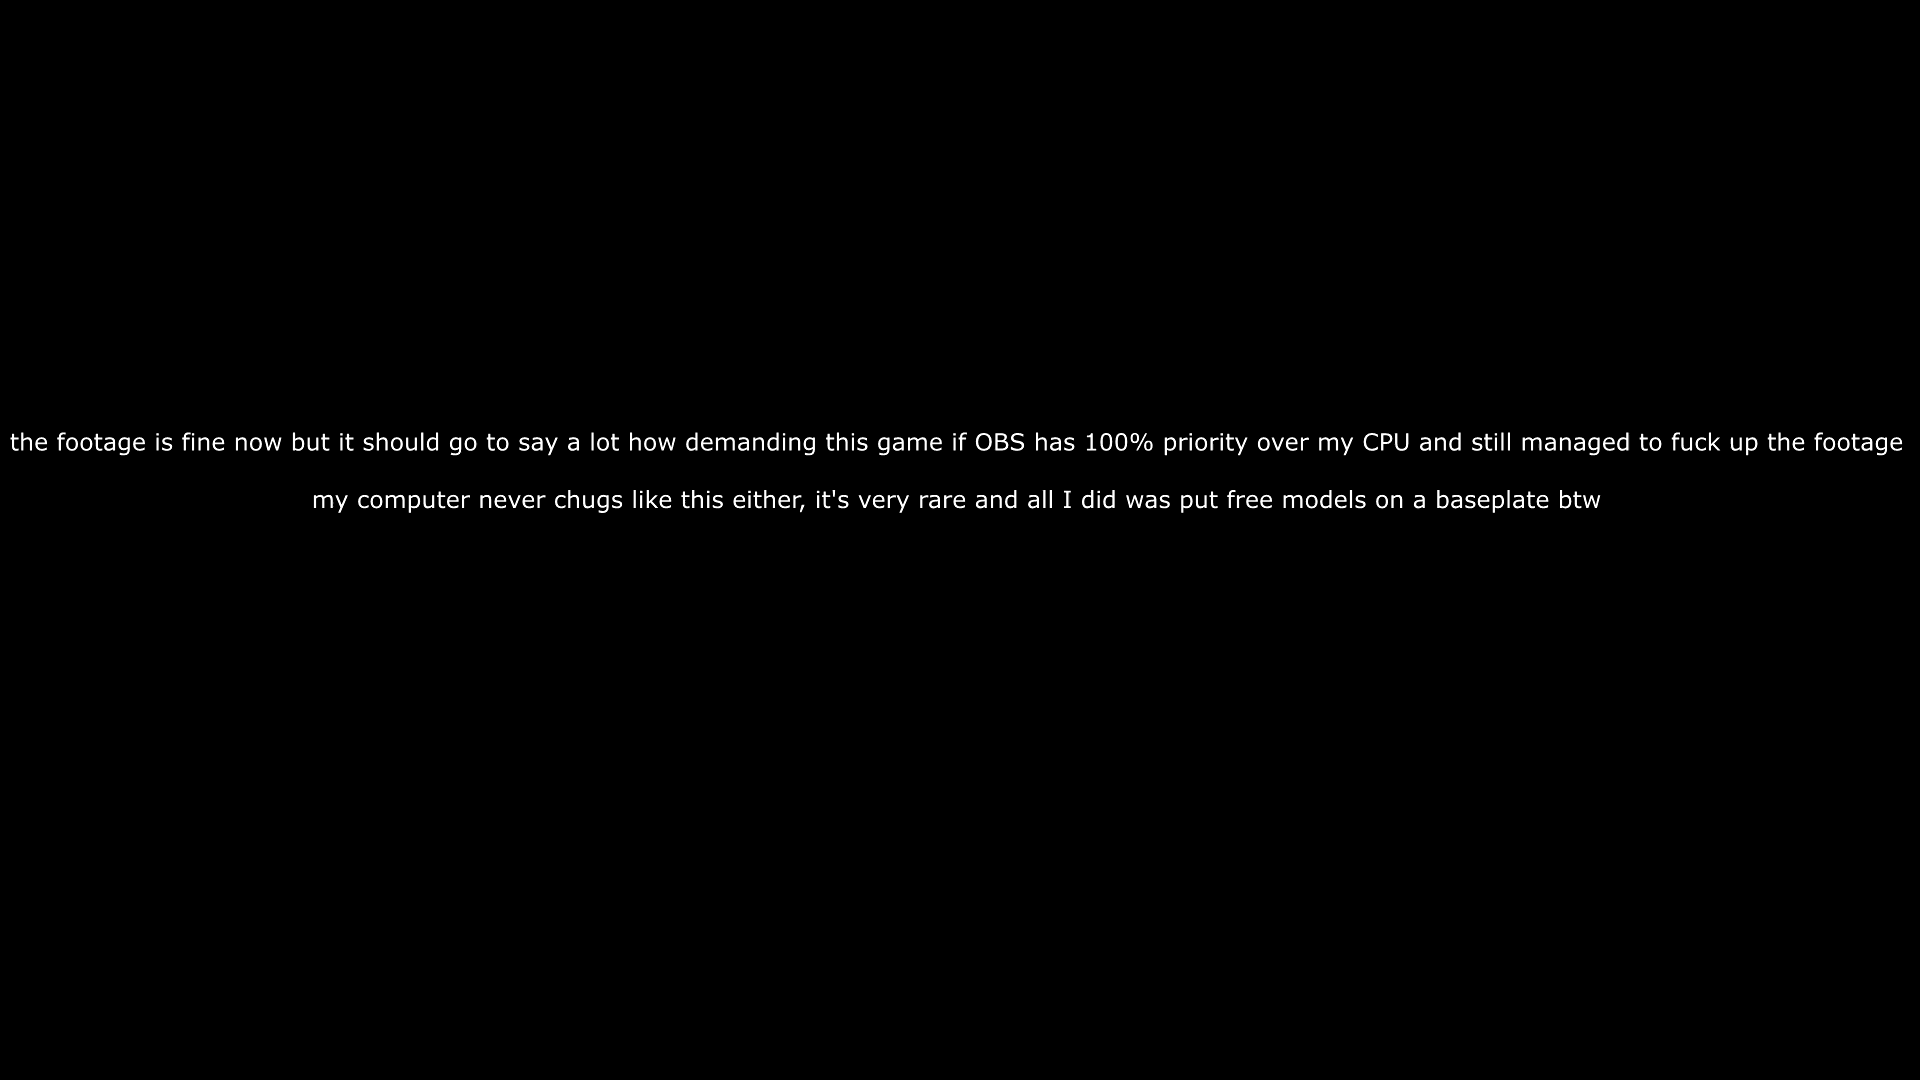 the footage is fine now but it should go to say a lot how demanding this game if OBS has 100% priority over my CPU and still managed to fuck up the footage
my computer never chugs like this either, it's very rare and all I did was put free models on a baseplate btw